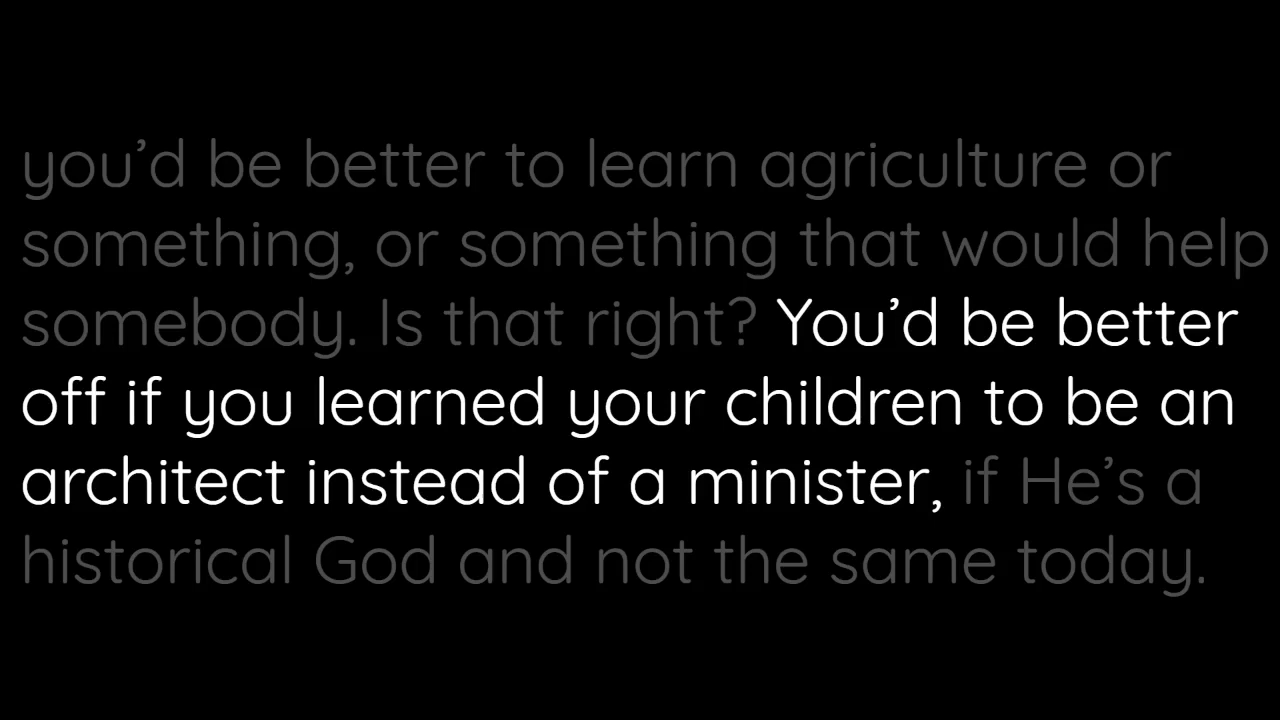 you’d be better to learn agriculture or
something, or something that would help
somebody. Is that right? You’d be better
off if you learned your children to be an
architect instead of a minister, if He’s a
historical God and not the same today.